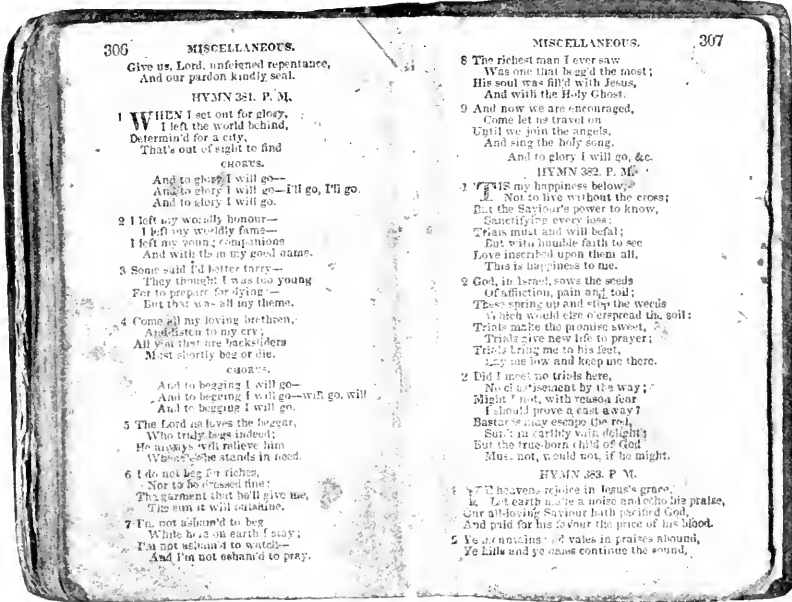 306 MISCELLANEOUS.
Give us, Lord, unfeigned repentance,
And our pardon kindly seal.
HYMN 381. P. M.
1 WHEN I set out for glory,
I left the world behind,
Determin'd for a city,
That's out of sight to find
CHORUS.
And to glory I will go—
And to glory I will go—I'll go, I'll go.
And to glory I will go.
2 I left my worldly honour—
I left my worldly fame—
I left my young companions
And with them my good name.
3 Some said I'd better tarry—
They thought I was too young
For to prepare for dying—
But that was all my theme.
4 Come all my loving brethren,
And listen to my cry;
All you that are backsliders
Must shortly beg or die.
CHORUS.
And to begging I will go—
And to begging I will go—will go, will
And to begging I will go.
5 The Lord he loves the beggar,
Who truly begs indeed;
He always will relieve him
Whene'er he stands in need.
6 I do not beg for riches,
Nor to be dressed fine;
The garment that he'll give me,
The sun it will outshine.
7 I'm not asham'd to beg
While here on earth I stay;
I'm not asham'd to watch—
And I'm not asham'd to pray.
MISCELLANEOUS. 307
8 The richest man I ever saw
Was one that begg'd the most;
His soul was fill'd with Jesus,
And with the Holy Ghost.
9 And now we are encouraged,
Come let us travel on
Until we join the angels,
And sing the holy song.
And to glory I will go, &c.
HYMN 382. P. M.
1 'TIS my happiness below,
Not to live without the cross;
But the Saviour's power to know,
Sanctifying every loss:
Trials must and will befal;
But with humble faith to see
Love inscribed upon them all,
This is happiness to me.
2 God, in Israel, sows the seeds
Of affliction, pain and toil;
These spring up and stop the weeds
Which would else o'erspread the soil:
Trials make the promise sweet,
Trials give new life to prayer;
Trials bring me to his feet,
Lay me low and keep me there.
2 Did I meet no trials here,
No chastisement by the way;
Might I not, with reason fear
I should prove a cast away?
Bastards may escape the rod,
Sunk in earthly vain delight;
But the true-born child of God
Must not, would not, if he might.
HYMN 383. P M.
YE heavens rejoice in Jesus's grace,
Let earth make a noise and echo his praise,
Our all-loving Saviour hath pacified God,
And paid for his favour the price of his blood.
2 Ye mountains and vales in praises abound,
Ye hills and ye dales continue the sound,